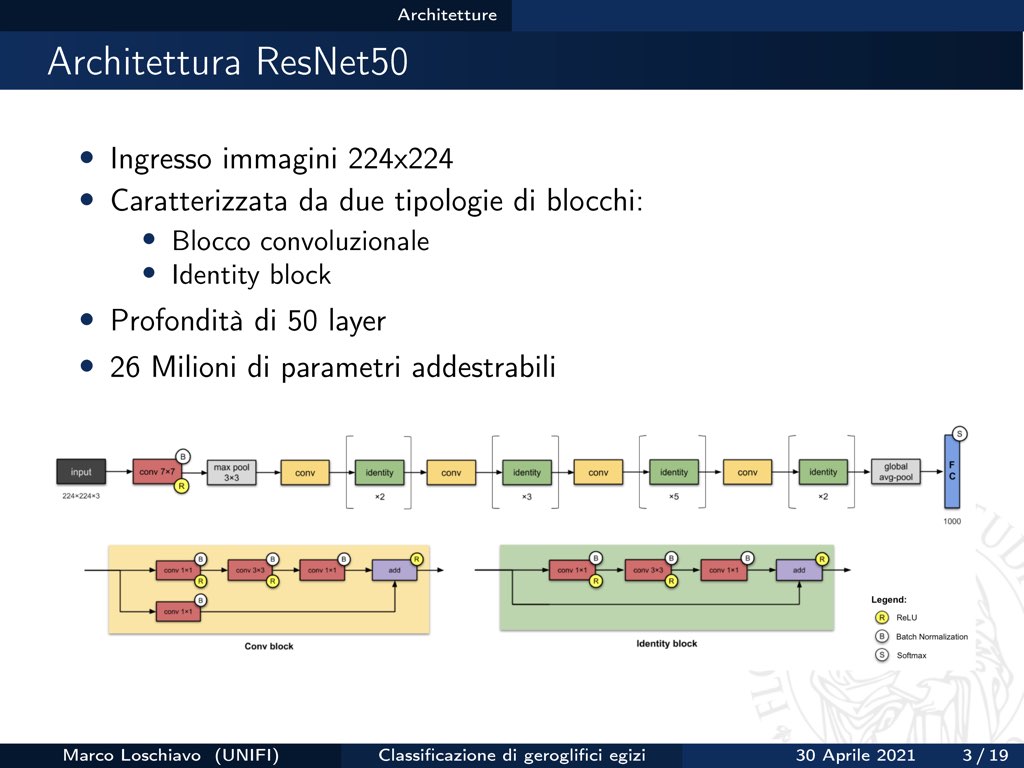 Architetture
Architettura ResNet50
• Ingresso immagini 224x224
• Caratterizzata da due tipologie di blocchi:
• Blocco convoluzionale
• Identity block
• Profondità di 50 layer
• 26 Milioni di parametri addestrabili
input
224×224×3
conv 7×7
B
R
max pool
3×3
conv
identity
×2
conv
identity
×3
conv
identity
×5
conv
identity
×2
global
avg-pool
F
C
S
1000
conv 1×1
B
R
conv 3×3
B
R
conv 1×1
B
add
R
conv 1×1
B
Conv block
conv 1×1
B
R
conv 3×3
B
R
conv 1×1
B
add
R
Identity block
Legend:
R ReLU
B Batch Normalization
S Softmax
Marco Loschiavo (UNIFI)
Classificazione di geroglifici egizi
30 Aprile 2021
3 / 19